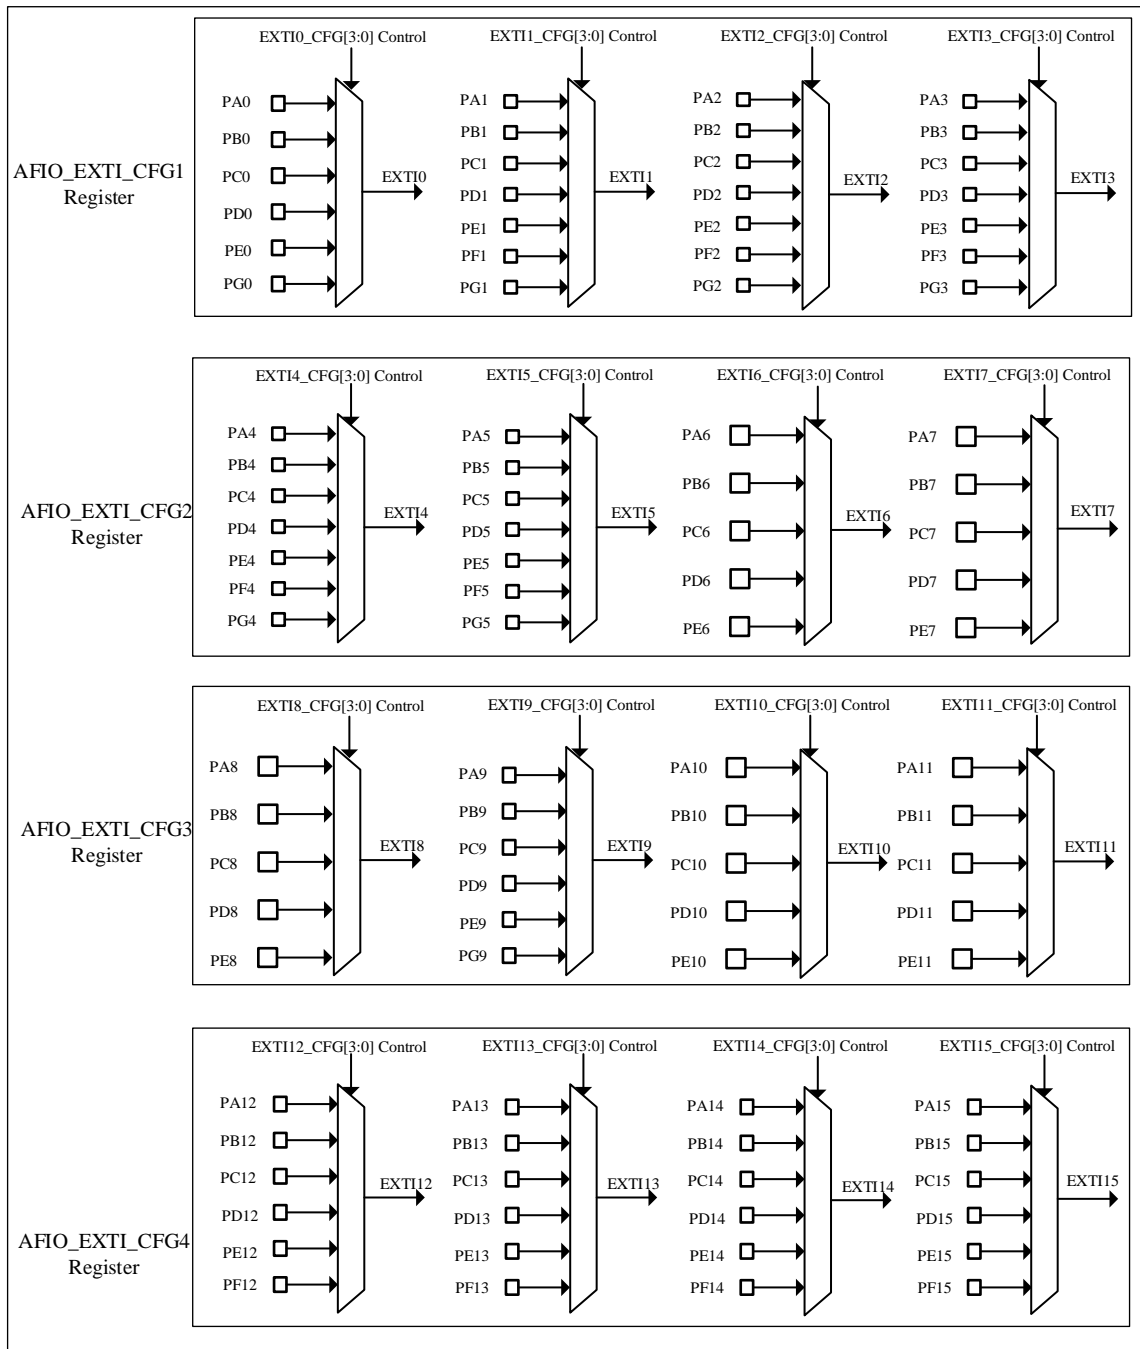 EXTI0_CFG[3:0] Control
EXTI1_CFG[3:0] Control
EXTI2_CFG[3:0] Control
EXTI3_CFG[3:0] Control
AFIO_EXTI_CFG1
Register
PA0
PB0
PC0
PD0
PE0
PG0
EXTI0
PA1
PB1
PC1
PD1
PE1
PF1
PG1
EXTI1
PA2
PB2
PC2
PD2
PE2
PF2
PG2
EXTI2
PA3
PB3
PC3
PD3
PE3
PF3
PG3
EXTI3
EXTI4_CFG[3:0] Control
EXTI5_CFG[3:0] Control
EXTI6_CFG[3:0] Control
EXTI7_CFG[3:0] Control
AFIO_EXTI_CFG2
Register
PA4
PB4
PC4
PD4
PE4
PF4
PG4
EXTI4
PA5
PB5
PC5
PD5
PE5
PF5
PG5
EXTI5
PA6
PB6
PC6
PD6
PE6
EXTI6
PA7
PB7
PC7
PD7
PE7
EXTI7
EXTI8_CFG[3:0] Control
EXTI9_CFG[3:0] Control
EXTI10_CFG[3:0] Control
EXTI11_CFG[3:0] Control
AFIO_EXTI_CFG3
Register
PA8
PB8
PC8
PD8
PE8
EXTI8
PA9
PB9
PC9
PD9
PE9
PG9
EXTI9
PA10
PB10
PC10
PD10
PE10
EXTI10
PA11
PB11
PC11
PD11
PE11
EXTI11
EXTI12_CFG[3:0] Control
EXTI13_CFG[3:0] Control
EXTI14_CFG[3:0] Control
EXTI15_CFG[3:0] Control
AFIO_EXTI_CFG4
Register
PA12
PB12
PC12
PD12
PE12
PF12
EXTI12
PA13
PB13
PC13
PD13
PE13
PF13
EXTI13
PA14
PB14
PC14
PD14
PE14
PF14
EXTI14
PA15
PB15
PC15
PD15
PE15
PF15
EXTI15